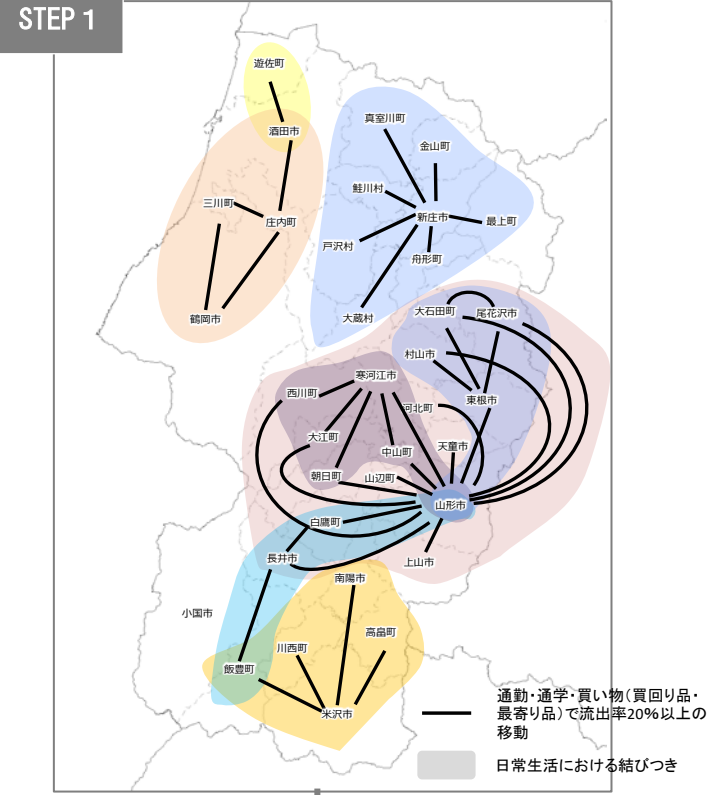 STEP 1
遊佐町
酒田市
真室川町
金山町
鮭川村
三川町
庄内町
新庄市
最上町
戸沢村
舟形町
鶴岡市
大蔵村
大石田町
尾花沢市
村山市
寒河江市
西川町
東根市
河北町
大江町
天童市
中山町
朝日町
山辺町
山形市
白鷹町
長井市
上山市
南陽市
小国市
高畠町
川西町
飯豊町
米沢市
通勤・通学・買い物（買回り品・
最寄り品）で流出率20％以上の
移動
日常生活における結びつき